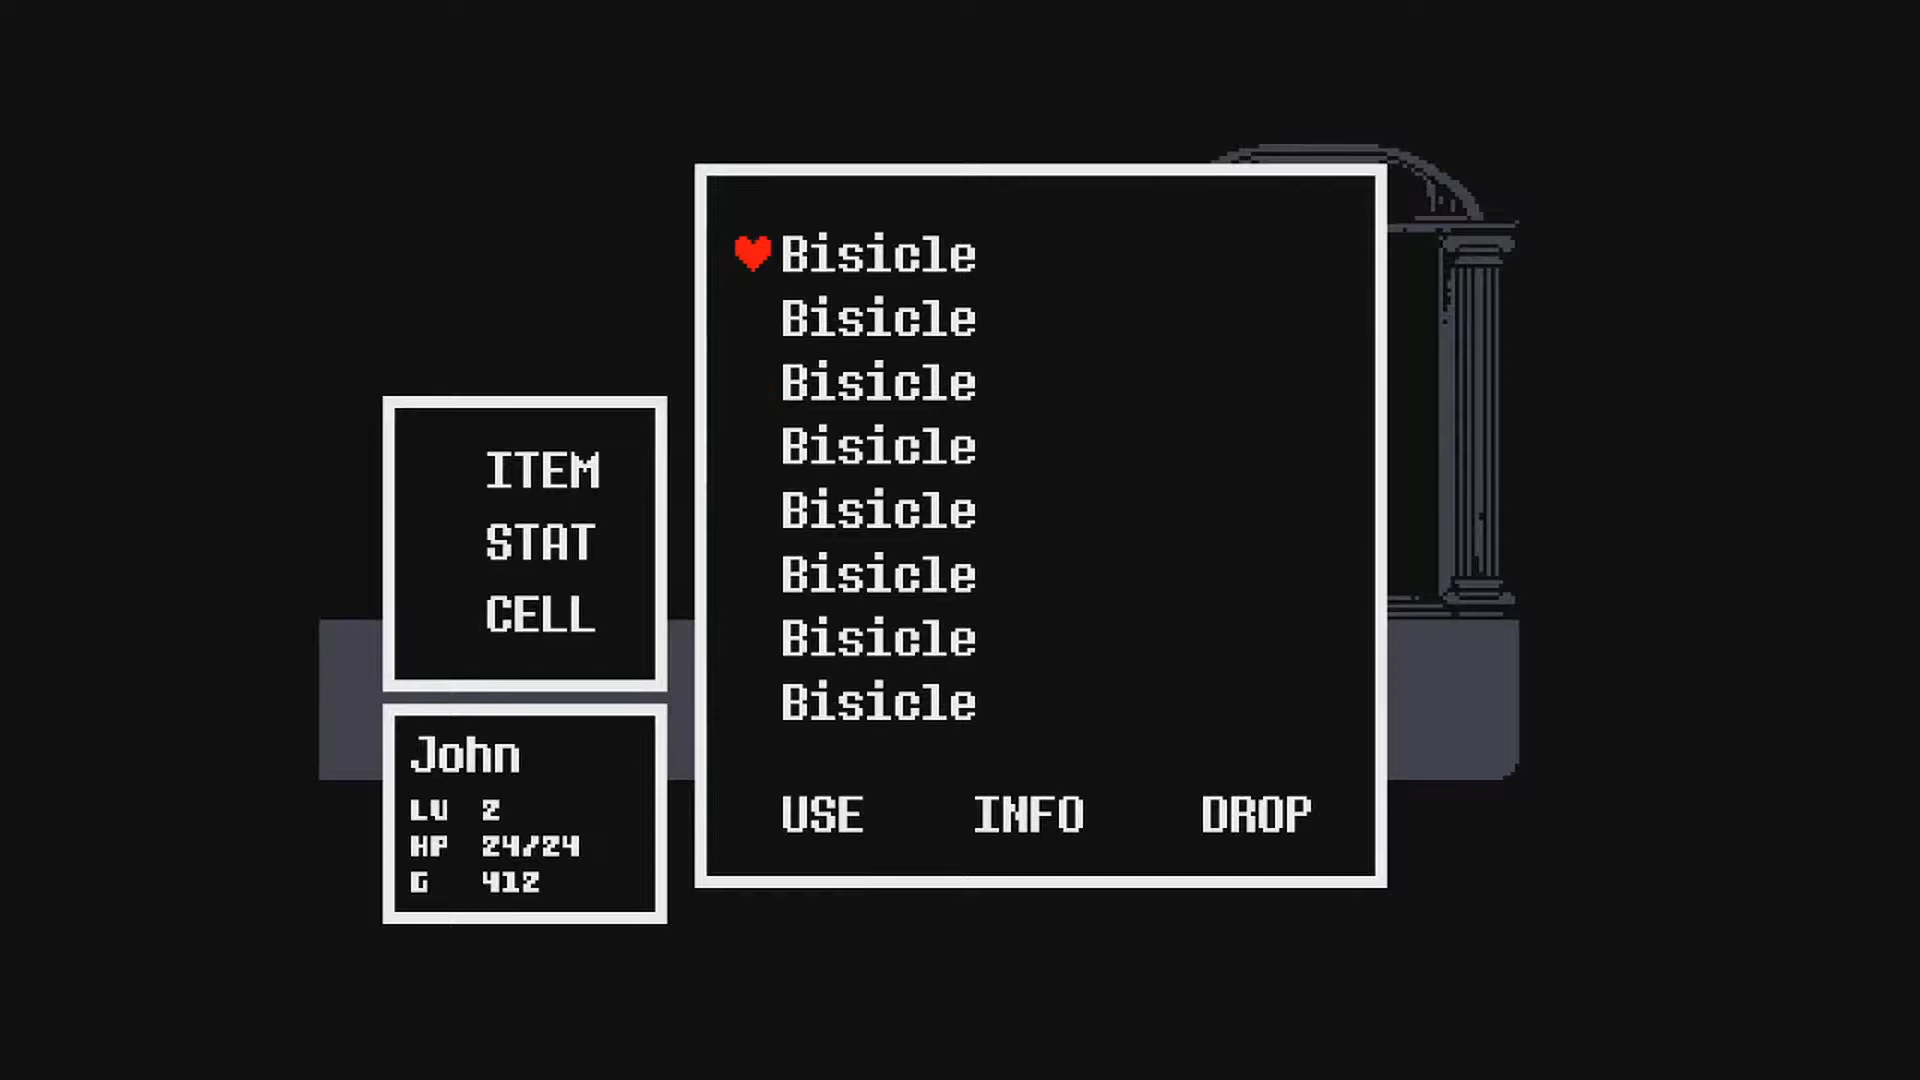 ITEM
STAT
CELL
John
LV 2
HP 24/24
G 412
Bisicle
Bisicle
Bisicle
Bisicle
Bisicle
Bisicle
Bisicle
Bisicle
USE INFO DROP